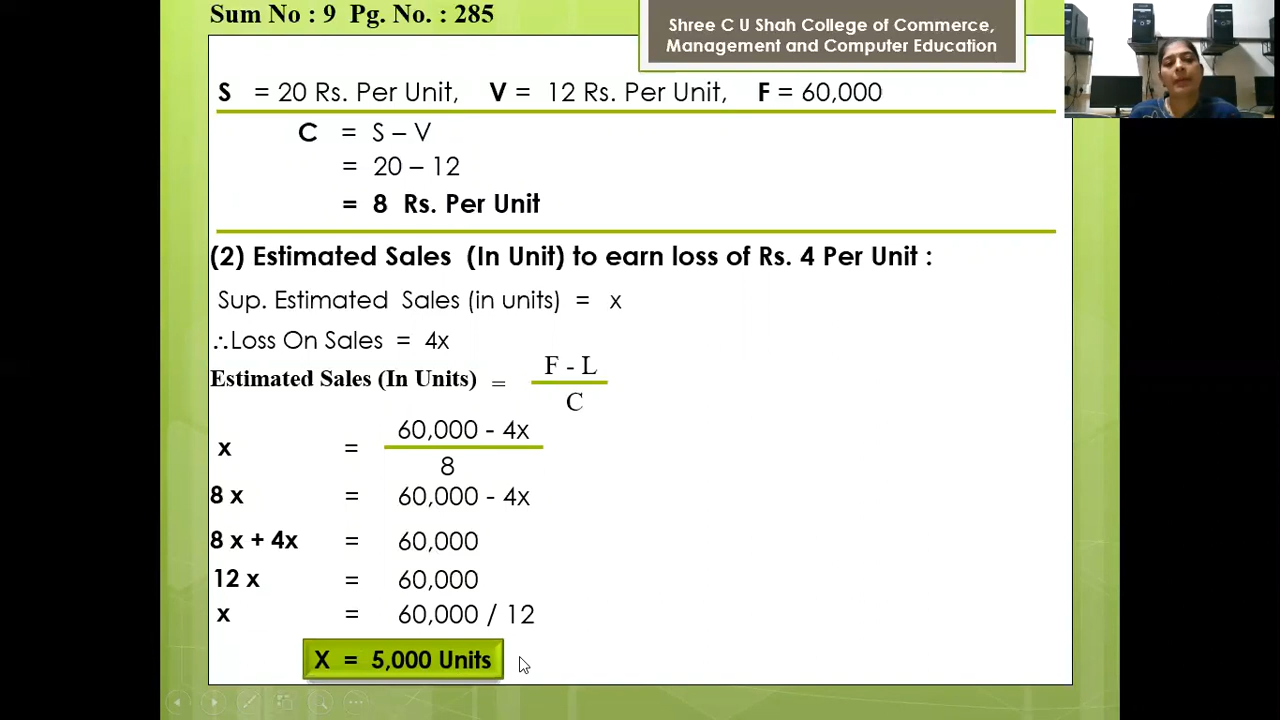 Sum No : 9 Pg. No. : 285
Shree C U Shah College of Commerce,
Management and Computer Education
S = 20 Rs. Per Unit, V = 12 Rs. Per Unit, F = 60,000
C = S – V
= 20 – 12
= 8 Rs. Per Unit
(2) Estimated Sales (In Unit) to earn loss of Rs. 4 Per Unit :
Sup. Estimated Sales (in units) = x
∴Loss On Sales = 4x
F - L
Estimated Sales (In Units) =
C
60,000 - 4x
x =
8
8 x = 60,000 - 4x
8 x + 4x = 60,000
12 x = 60,000
x = 60,000 / 12
X = 5,000 Units